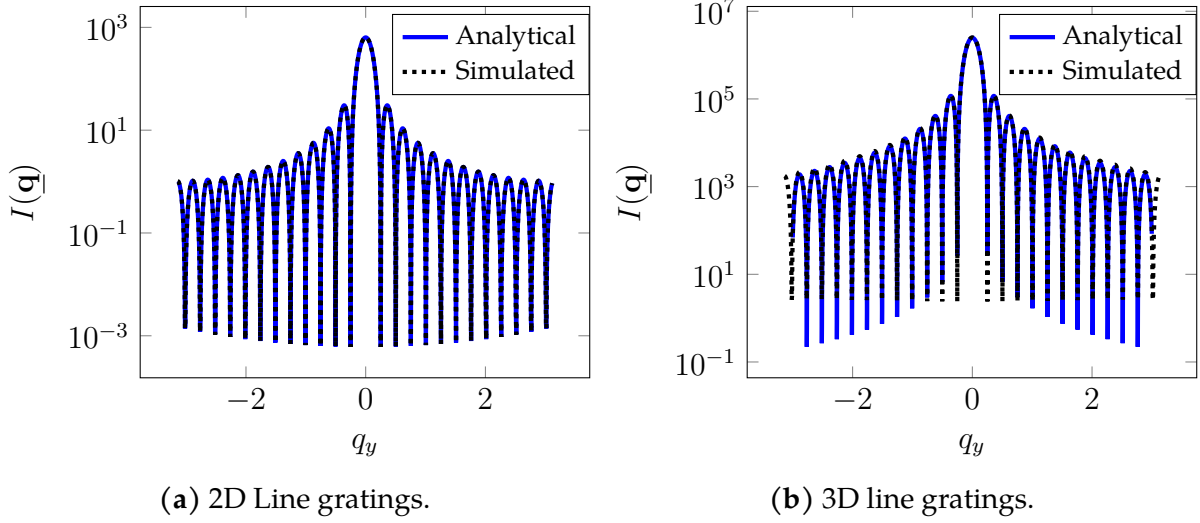 10^3
10^1
10^−1
10^−3
I(q)
−2 0 2
q_y
Analytical
Simulated
(a) 2D Line gratings.
10^7
10^5
10^3
10^1
10^−1
I(q)
−2 0 2
q_y
Analytical
Simulated
(b) 3D line gratings.